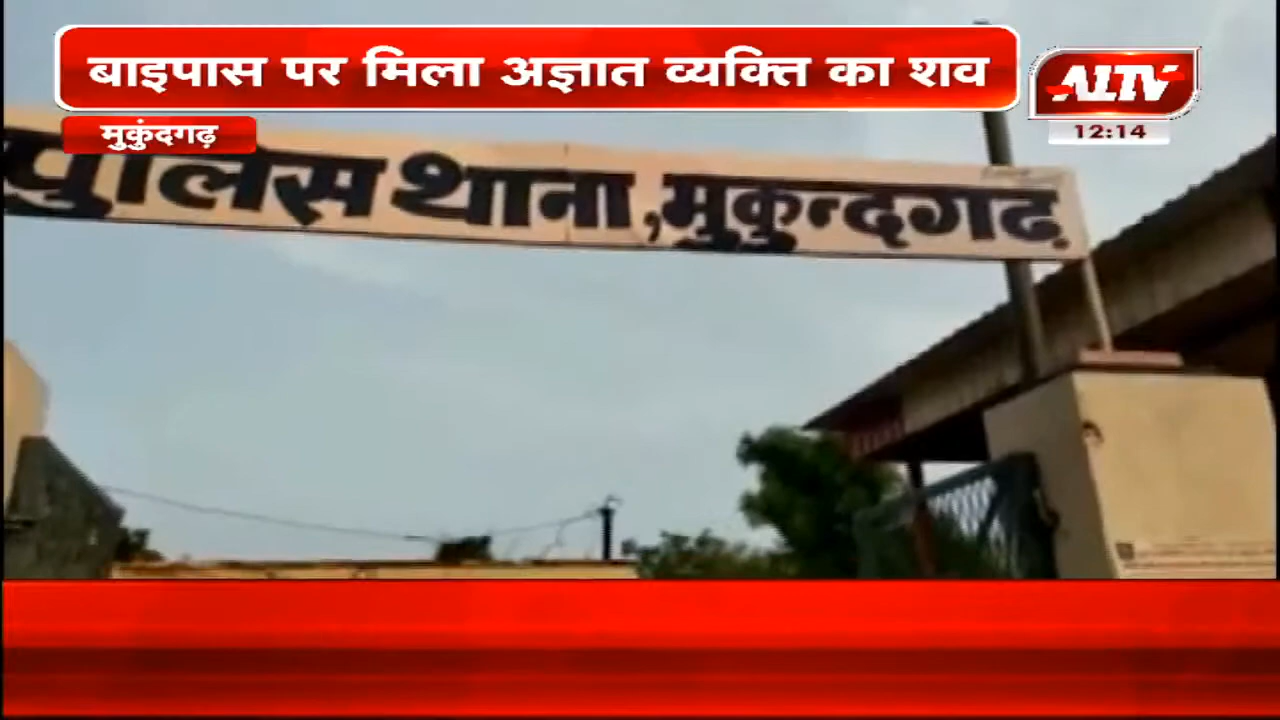 बाइपास पर मिला अज्ञात व्यक्ति का शव
ALTV
12:14
मुकुंदगढ़
पुलिस थाना, मुकुन्दगढ़